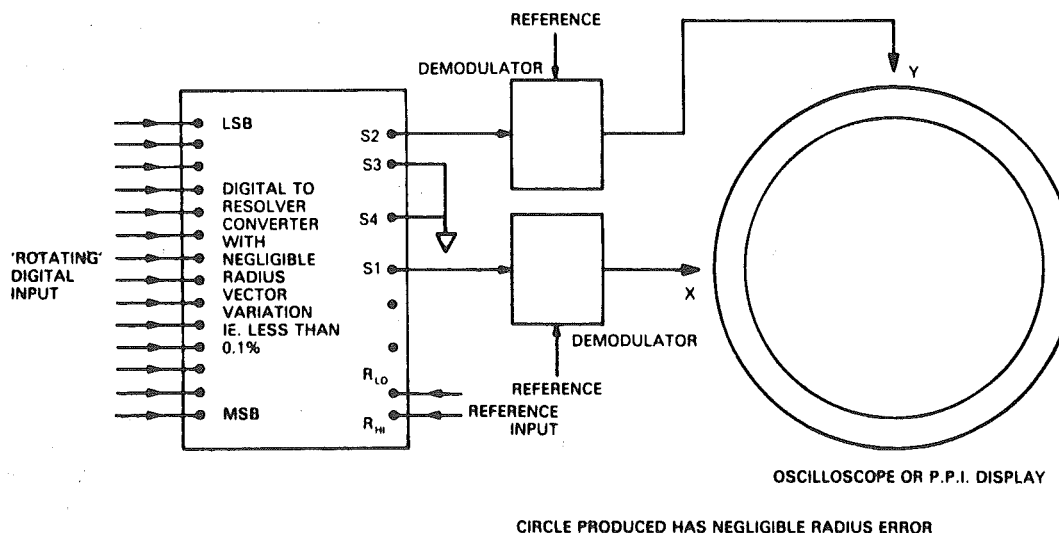 REFERENCE
DEMODULATOR
Y
LSB
S2
S3
DIGITAL TO
RESOLVER
CONVERTER
WITH
NEGLIGIBLE
RADIUS
VECTOR
VARIATION
IE. LESS THAN
0.1%
S4
S1
'ROTATING'
DIGITAL
INPUT
X
DEMODULATOR
REFERENCE
R_LO
REFERENCE
INPUT
MSB
R_HI
OSCILLOSCOPE OR P.P.I. DISPLAY
CIRCLE PRODUCED HAS NEGLIGIBLE RADIUS ERROR